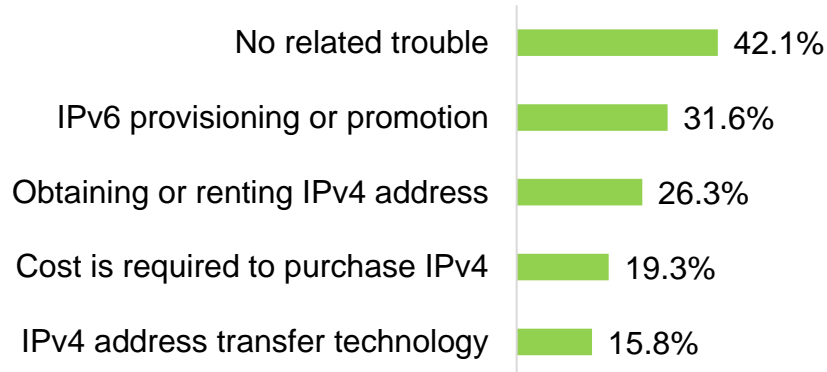 No related trouble 42.1%
IPv6 provisioning or promotion 31.6%
Obtaining or renting IPv4 address 26.3%
Cost is required to purchase IPv4 19.3%
IPv4 address transfer technology 15.8%